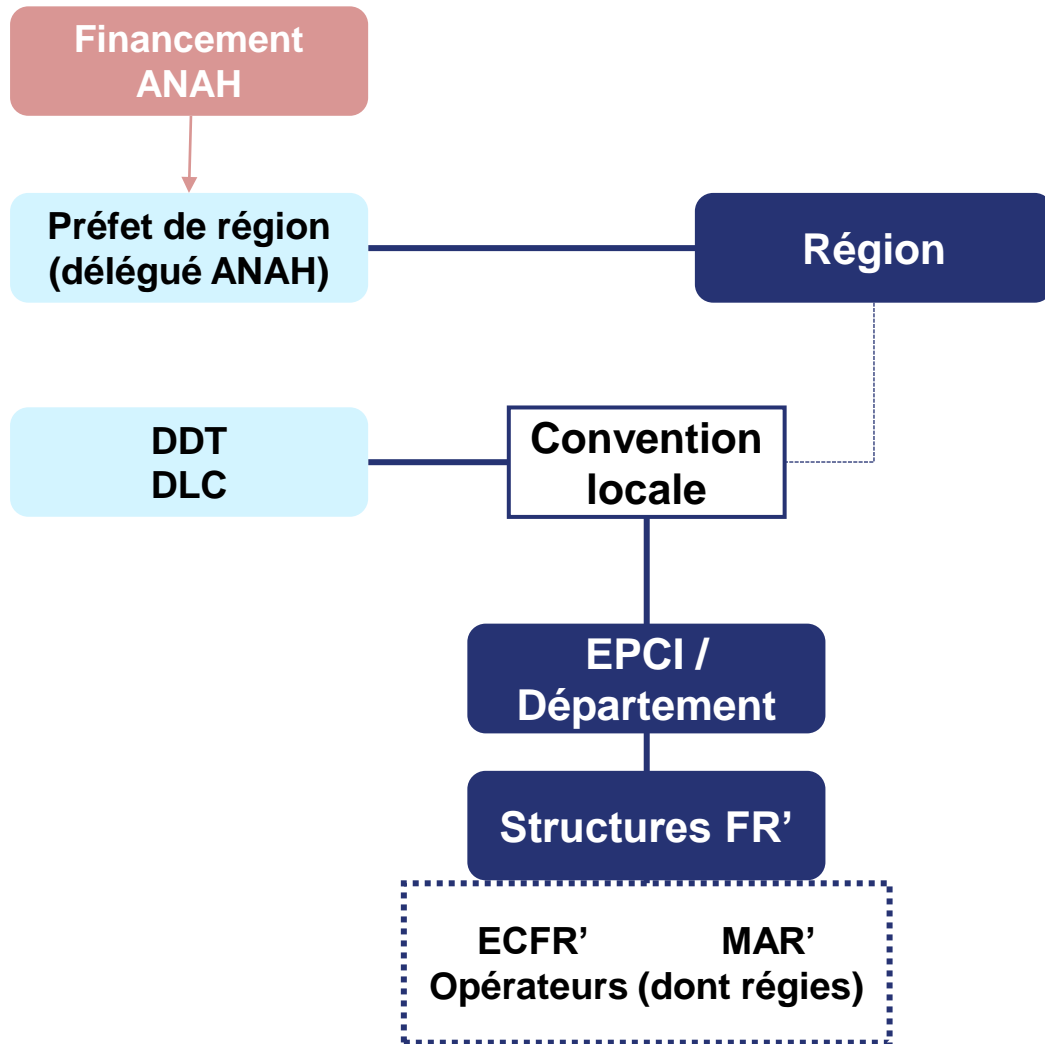 Financement
ANAH
Préfet de région
(délégué ANAH)
Région
DDT
DLC
Convention
locale
EPCI /
Département
Structures FR’
ECFR’ MAR’
Opérateurs (dont régies)